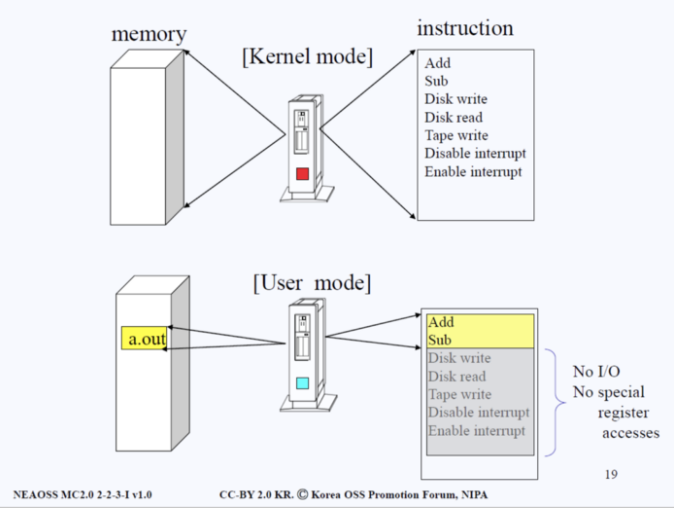 memory
[Kernel mode]
instruction
Add
Sub
Disk write
Disk read
Tape write
Disable interrupt
Enable interrupt
[User mode]
a.out
Add
Sub
Disk write
Disk read
Tape write
Disable interrupt
Enable interrupt
No I/O
No special
register
accesses
19
NEAOSS MC2.0 2-2-3-I v1.0
CC-BY 2.0 KR. Ⓒ Korea OSS Promotion Forum, NIPA